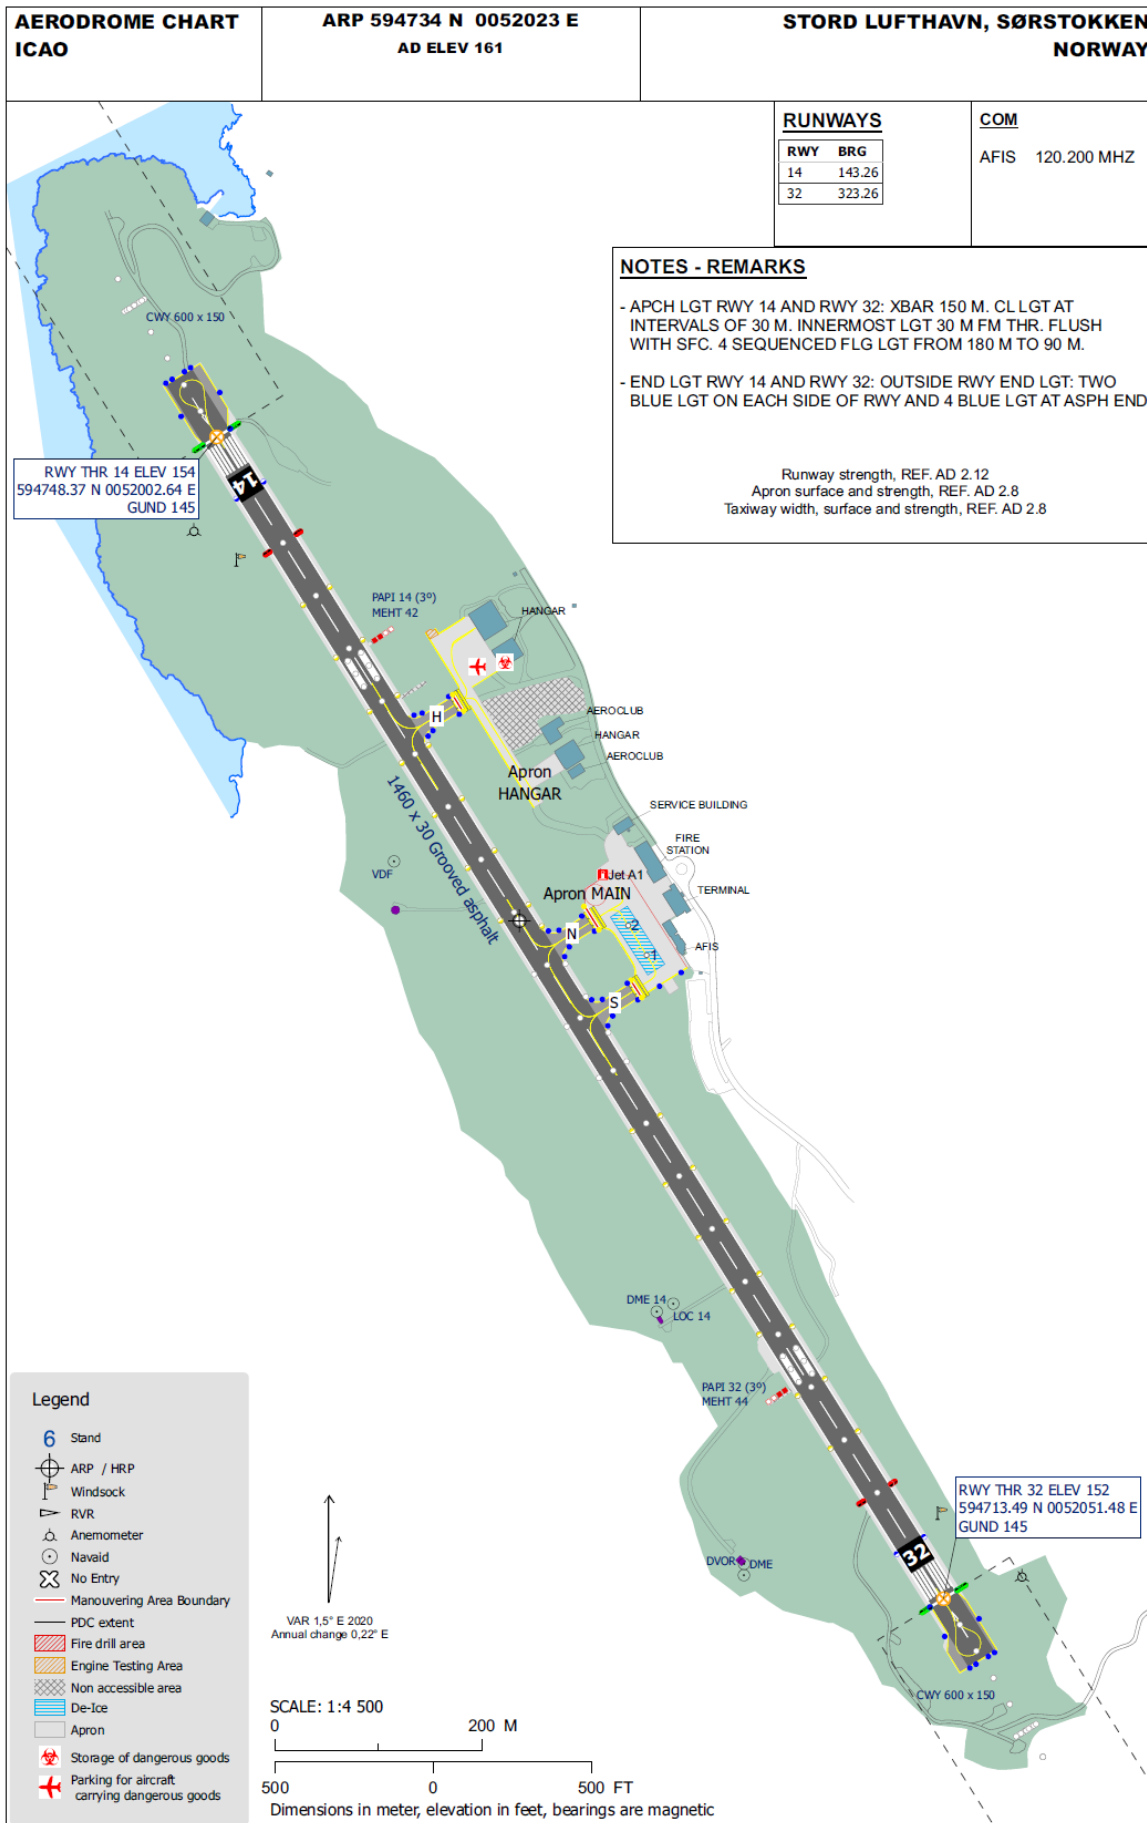 AERODROME CHART
ICAO
ARP 594734 N 0052023 E
AD ELEV 161
STORD LUFTHAVN, SØRSTOKKEN
NORWAY
RUNWAYS
RWY BRG
14 143.26
32 323.26
COM
AFIS 120.200 MHZ
NOTES - REMARKS
- APCH LGT RWY 14 AND RWY 32: XBAR 150 M. CL LGT AT
INTERVALS OF 30 M. INNERMOST LGT 30 M FM THR. FLUSH
WITH SFC. 4 SEQUENCED FLG LGT FROM 180 M TO 90 M.
- END LGT RWY 14 AND RWY 32: OUTSIDE RWY END LGT: TWO
BLUE LGT ON EACH SIDE OF RWY AND 4 BLUE LGT AT ASPH END
Runway strength, REF. AD 2.12
Apron surface and strength, REF. AD 2.8
Taxiway width, surface and strength, REF. AD 2.8
CWY 600 x 150
RWY THR 14 ELEV 154
594748.37 N 0052002.64 E
GUND 145
14
PAPI 14 (3º)
MEHT 42
HANGAR
H
AEROCLUB
HANGAR
AEROCLUB
Apron
HANGAR
1460 x 30 Grooved asphalt
SERVICE BUILDING
FIRE
STATION
VDF
Jet A1
Apron MAIN
TERMINAL
N
2
AFIS
1
S
DME 14
LOC 14
PAPI 32 (3º)
MEHT 44
RWY THR 32 ELEV 152
594713.49 N 0052051.48 E
GUND 145
32
DVOR
DME
CWY 600 x 150
Legend
6 Stand
ARP / HRP
Windsock
RVR
Anemometer
Navaid
No Entry
Manouvering Area Boundary
PDC extent
Fire drill area
Engine Testing Area
Non accessible area
De-Ice
Apron
Storage of dangerous goods
Parking for aircraft
carrying dangerous goods
VAR 1,5° E 2020
Annual change 0,22° E
SCALE: 1:4 500
0 200 M
500 0 500 FT
Dimensions in meter, elevation in feet, bearings are magnetic